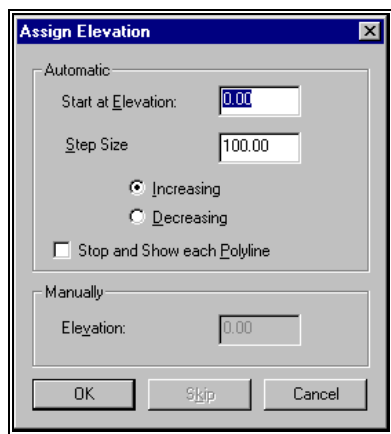 Assign Elevation
Automatic
Start at Elevation: 0.00
Step Size 100.00
Increasing
Decreasing
Stop and Show each Polyline
Manually
Elevation: 0.00
OK Skip Cancel